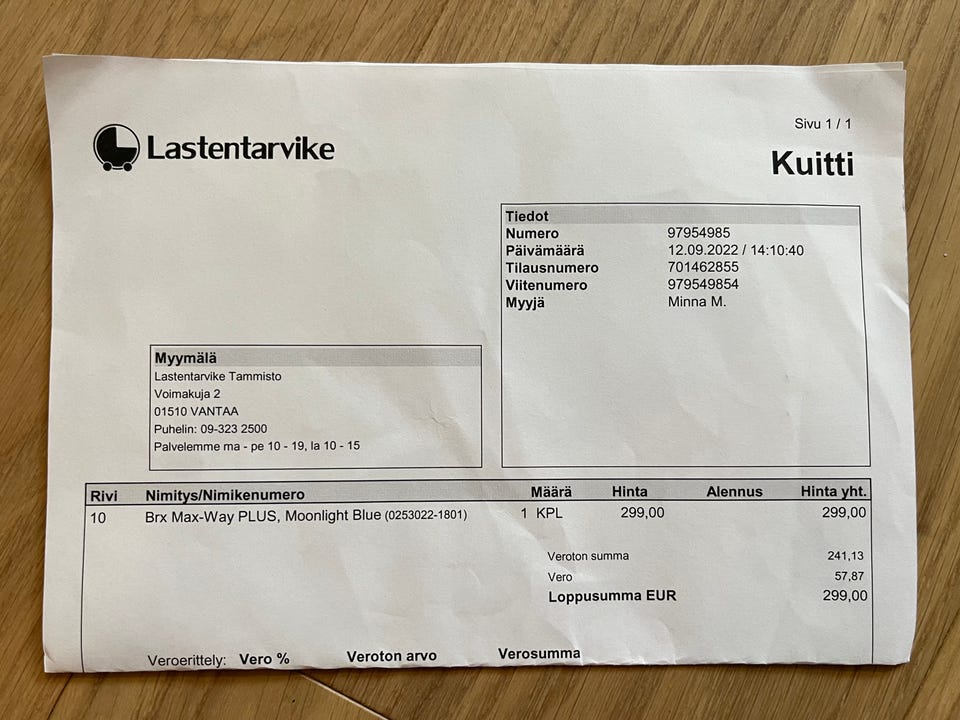 Lastentarvike
Sivu 1 / 1
Kuitti
Tiedot
Numero 97954985
Päivämäärä 12.09.2022 / 14:10:40
Tilausnumero 701462855
Viitenumero 979549854
Myyjä Minna M.
Myymälä
Lastentarvike Tammisto
Voimakuja 2
01510 VANTAA
Puhelin: 09-323 2500
Palvelemme ma - pe 10 - 19, la 10 - 15
Rivi Nimitys/Nimikenumero Määrä Hinta Alennus Hinta yht.
10 Brx Max-Way PLUS, Moonlight Blue (0253022-1801) 1 KPL 299,00 299,00
Veroton summa 241,13
Vero 57,87
Loppusumma EUR 299,00
Veroerittely: Vero % Veroton arvo Verosumma